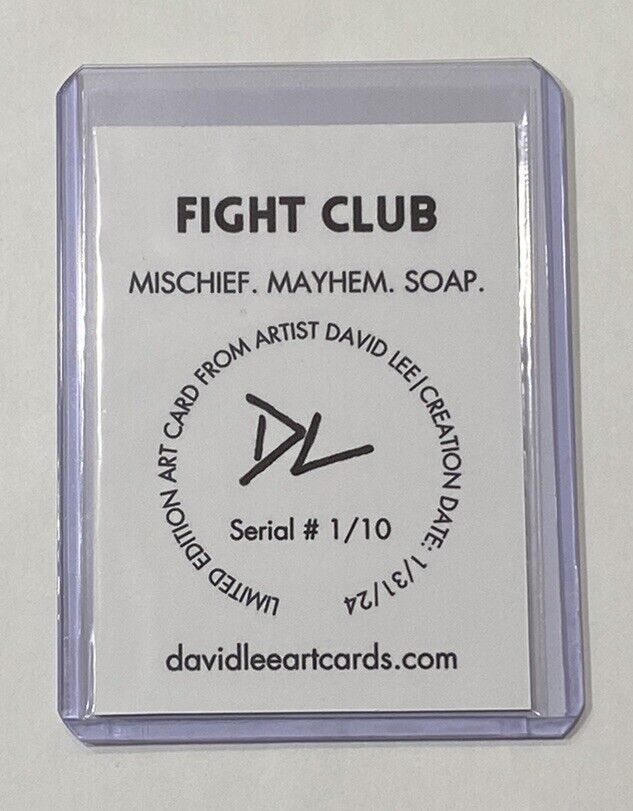 FIGHT CLUB
MISCHIEF. MAYHEM. SOAP.
LIMITED EDITION ART CARD FROM ARTIST DAVID LEE|CREATION DATE: 1/31/24
DL
Serial # 1/10
davidleeartcards.com